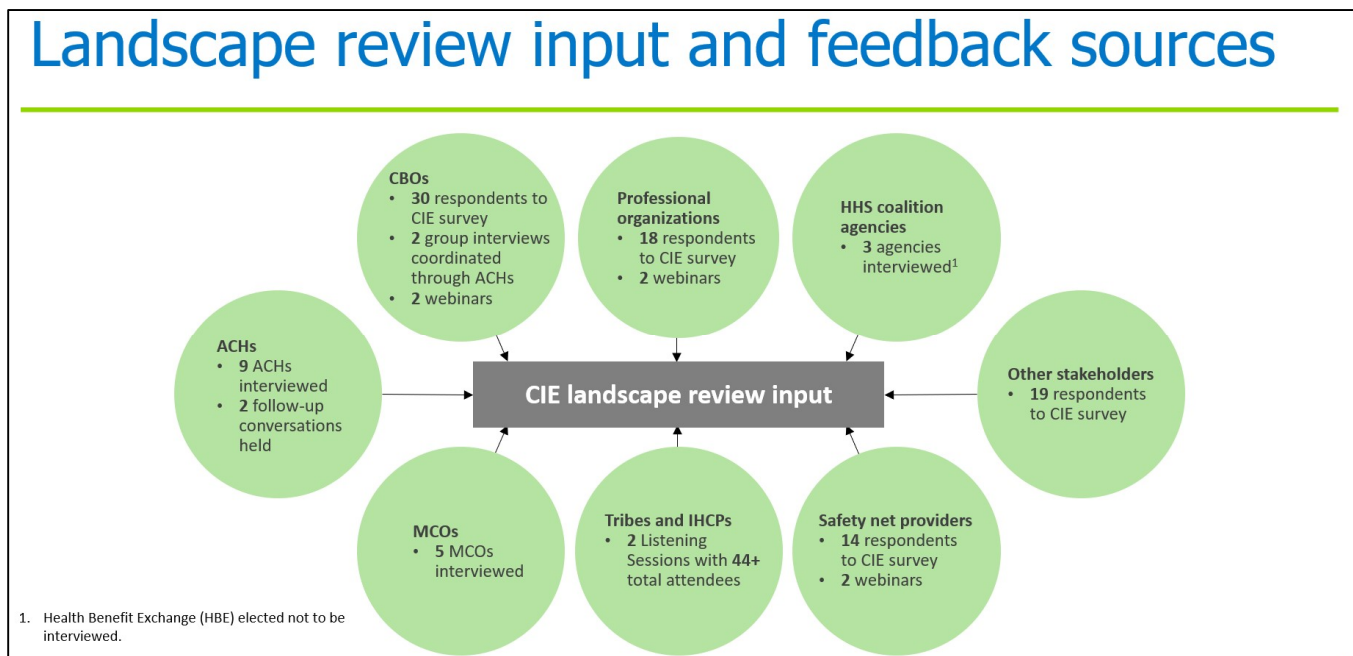 Landscape review input and feedback sources
CBOs
• 30 respondents to
CIE survey
• 2 group interviews
coordinated
through ACHs
• 2 webinars
Professional
organizations
• 18 respondents
to CIE survey
• 2 webinars
HHS coalition
agencies
• 3 agencies
interviewed1
ACHs
• 9 ACHs
interviewed
• 2 follow-up
conversations
held
CIE landscape review input
Other stakeholders
• 19 respondents
to CIE survey
MCOs
• 5 MCOs
interviewed
Tribes and IHCPs
• 2 Listening
Sessions with 44+
total attendees
Safety net providers
• 14 respondents
to CIE survey
• 2 webinars
1. Health Benefit Exchange (HBE) elected not to be
interviewed.